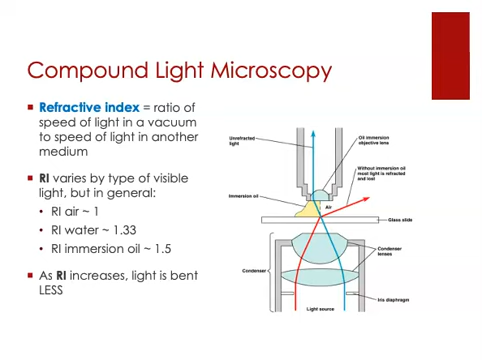 Compound Light Microscopy
▪ Refractive index = ratio of
speed of light in a vacuum
to speed of light in another
medium
▪ RI varies by type of visible
light, but in general:
• RI air ~ 1
• RI water ~ 1.33
• RI immersion oil ~ 1.5
▪ As RI increases, light is bent
LESS
Unrefracted
light
Oil immersion
objective lens
Without immersion oil
most light is refracted
and lost
Immersion oil
Air
Glass slide
Condenser
lenses
Condenser
Iris diaphragm
Light source